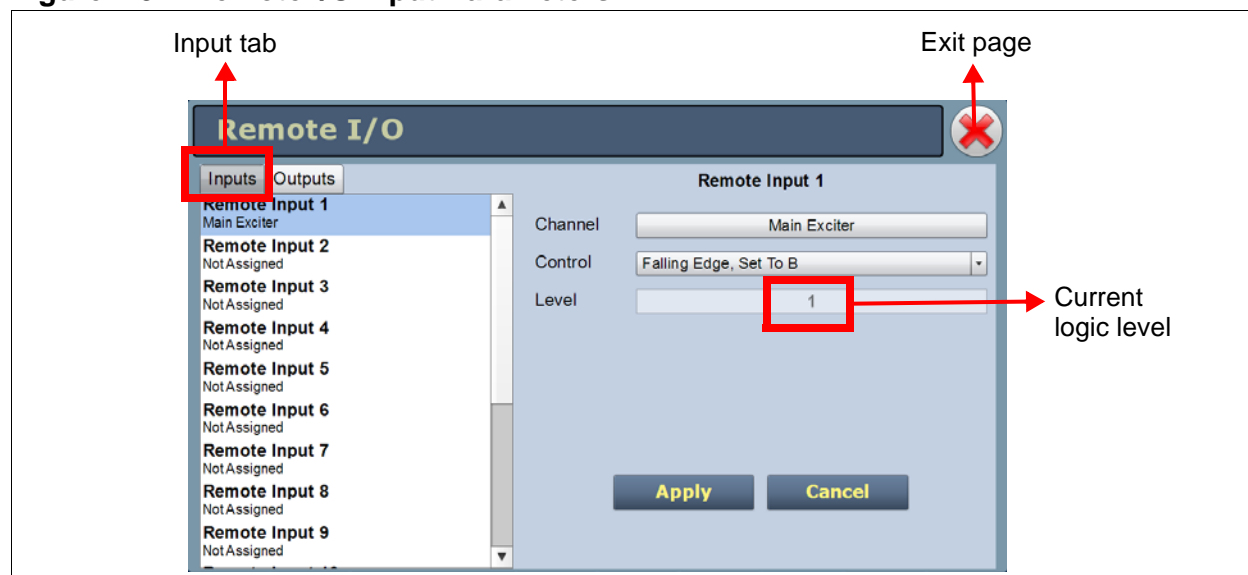 Input tab
Exit page
Remote I/O
Inputs
Outputs
Remote Input 1
Main Exciter
Remote Input 2
Not Assigned
Remote Input 3
Not Assigned
Remote Input 4
Not Assigned
Remote Input 5
Not Assigned
Remote Input 6
Not Assigned
Remote Input 7
Not Assigned
Remote Input 8
Not Assigned
Remote Input 9
Not Assigned
Remote Input 1
Channel
Main Exciter
Control
Falling Edge, Set To B
Level
1
Apply
Cancel
Current
logic level